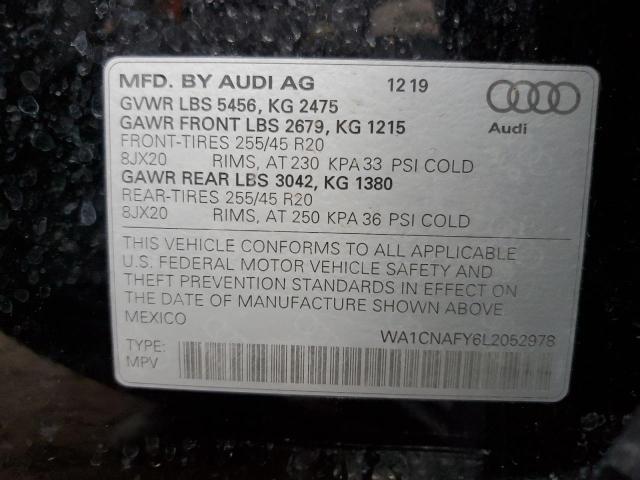 MFD. BY AUDI AG 12 19
GVWR LBS 5456, KG 2475
GAWR FRONT LBS 2679, KG 1215
Audi
FRONT-TIRES 255/45 R20
8JX20 RIMS, AT 230 KPA 33 PSI COLD
GAWR REAR LBS 3042, KG 1380
REAR-TIRES 255/45 R20
8JX20 RIMS, AT 250 KPA 36 PSI COLD
THIS VEHICLE CONFORMS TO ALL APPLICABLE
U.S. FEDERAL MOTOR VEHICLE SAFETY AND
THEFT PREVENTION STANDARDS IN EFFECT ON
THE DATE OF MANUFACTURE SHOWN ABOVE
MEXICO
WA1CNAFY6L2052978
TYPE:
MPV